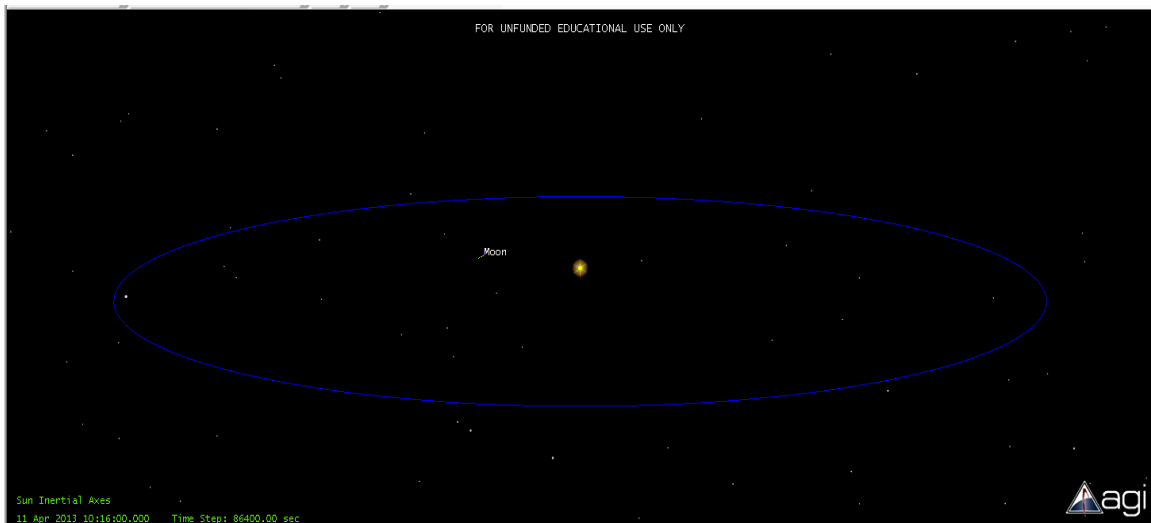 FOR UNFUNDED EDUCATIONAL USE ONLY
Moon
Sun Inertial Axes
11 Apr 2013 10:16:00.000 Time Step: 86400.00 sec
agi